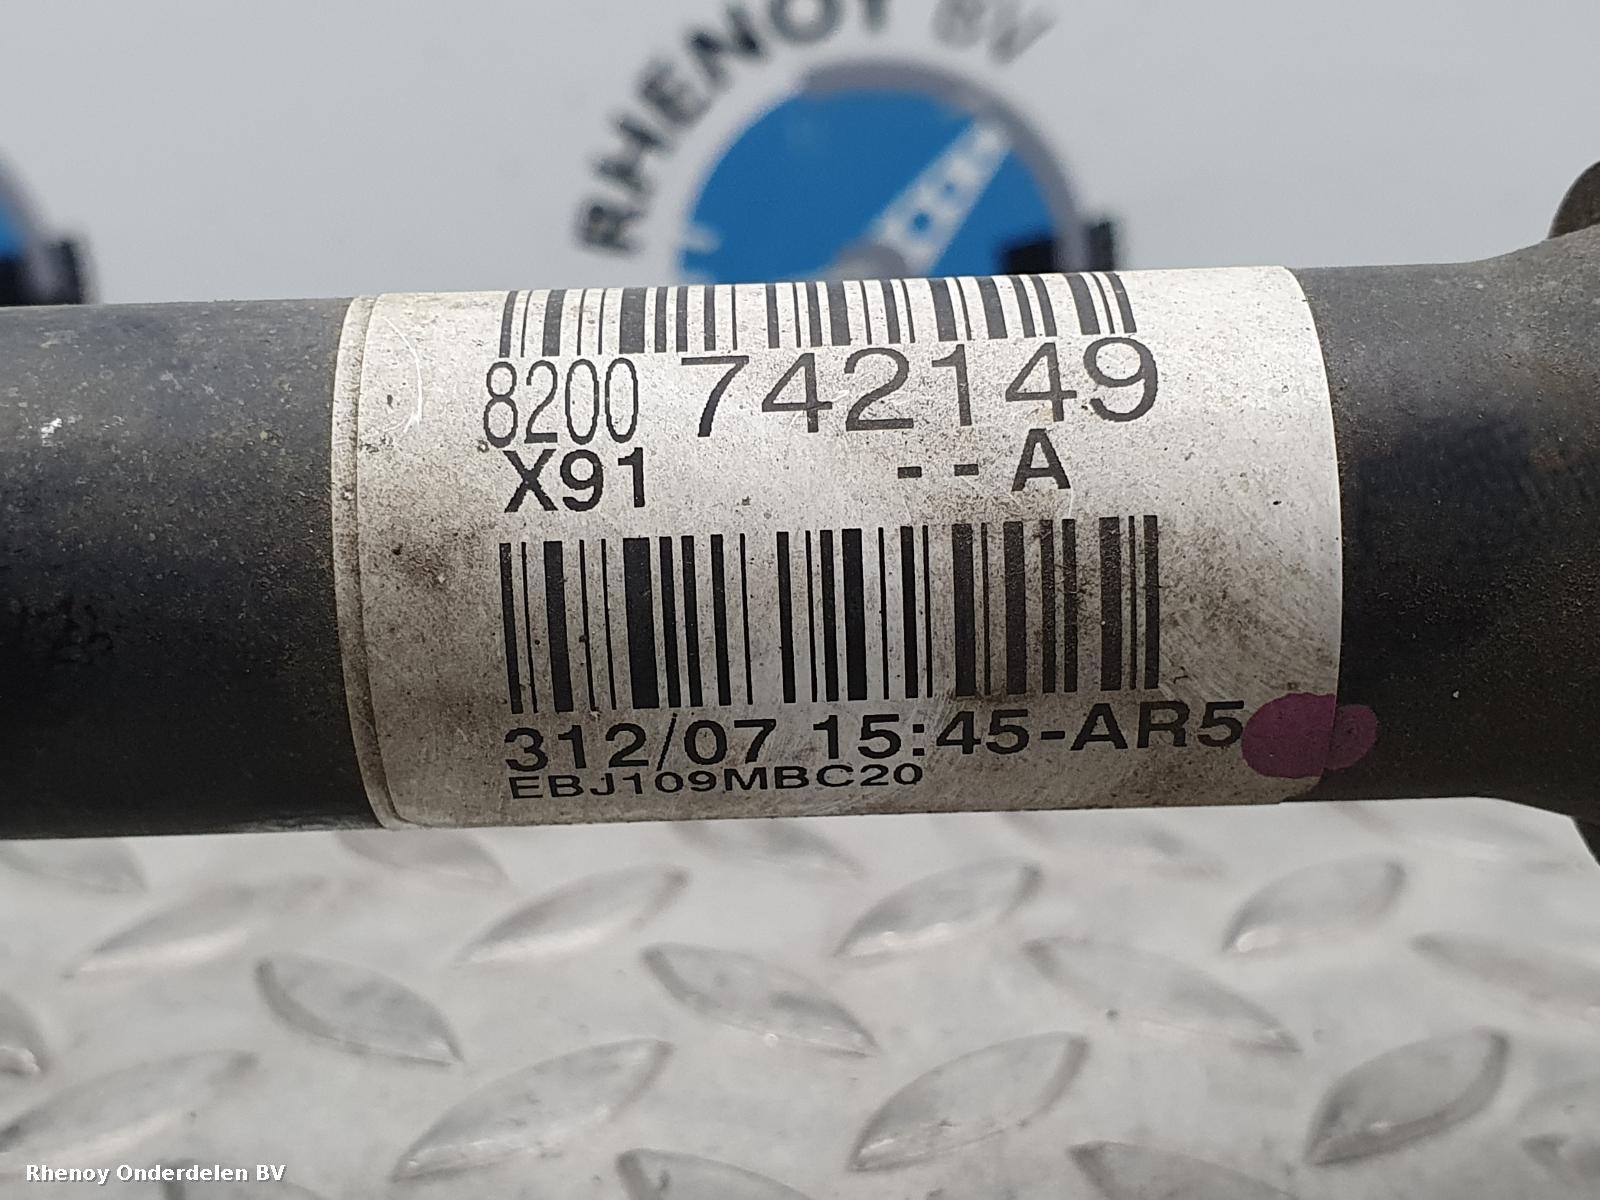 RHENOY BV
8200 742149
X91 --A
312/07 15:45-AR5
EBJ109MBC20
Rhenoy Onderdelen BV